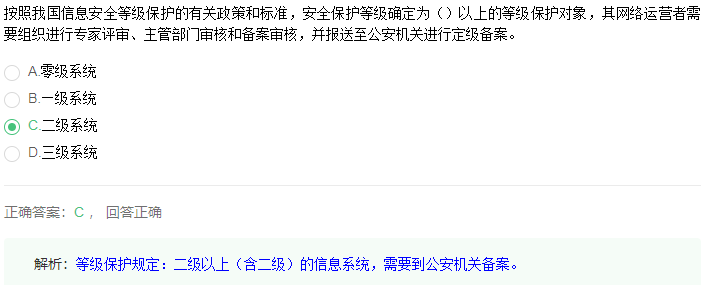 按照我国信息安全等级保护的有关政策和标准，安全保护等级确定为（）以上的等级保护对象，其网络运营者需
要组织进行专家评审、主管部门审核和备案审核，并报送至公安机关进行定级备案。
A.零级系统
B.一级系统
C.二级系统
D.三级系统
正确答案：C ， 回答正确
解析：等级保护规定：二级以上（含二级）的信息系统，需要到公安机关备案。